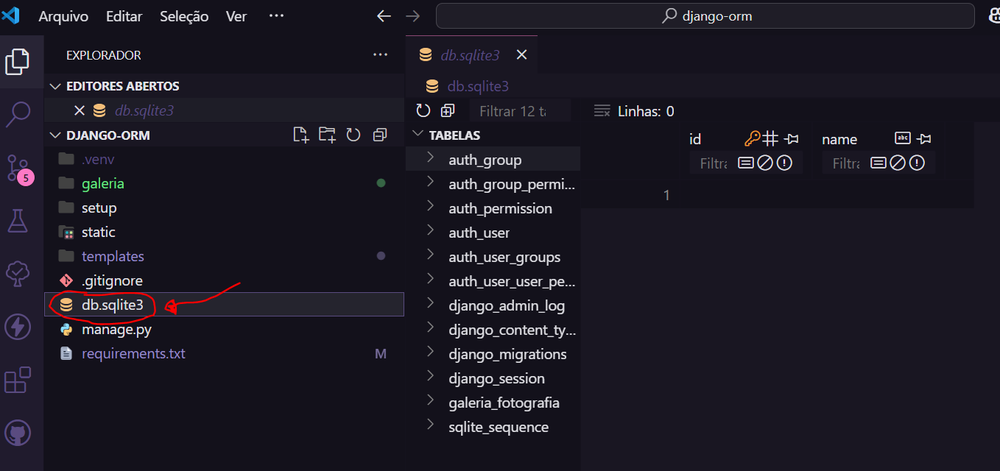 Arquivo Editar Seleção Ver ··· django-orm
EXPLORADOR ···
EDITORES ABERTOS
db.sqlite3
DJANGO-ORM
.venv
galeria
setup
static
templates
.gitignore
db.sqlite3
manage.py
requirements.txt M
5
db.sqlite3
db.sqlite3
Filtrar 12 ta
TABELAS
auth_group
auth_group_permi...
auth_permission
auth_user
auth_user_groups
auth_user_user_pe...
django_admin_log
django_content_ty...
django_migrations
django_session
galeria_fotografia
sqlite_sequence
Linhas: 0
id name abc
Filtra Filtra
1